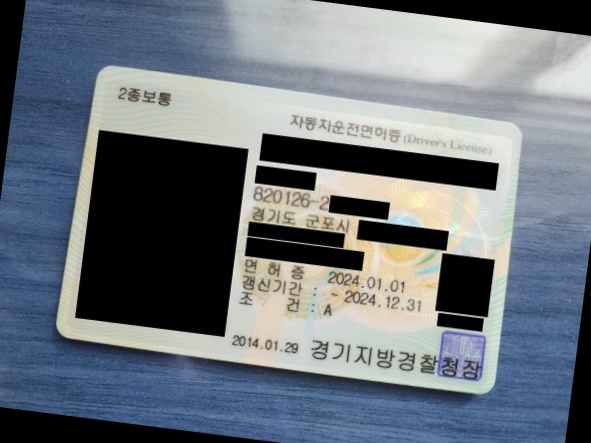 2종보통
자동차운전면허증 (Driver's License)
820126-2
경기도 군포시
면 허 증 2024.01.01
갱신기간 : ~ 2024.12.31
조 건 : A
2014.01.29 경기지방경찰청장